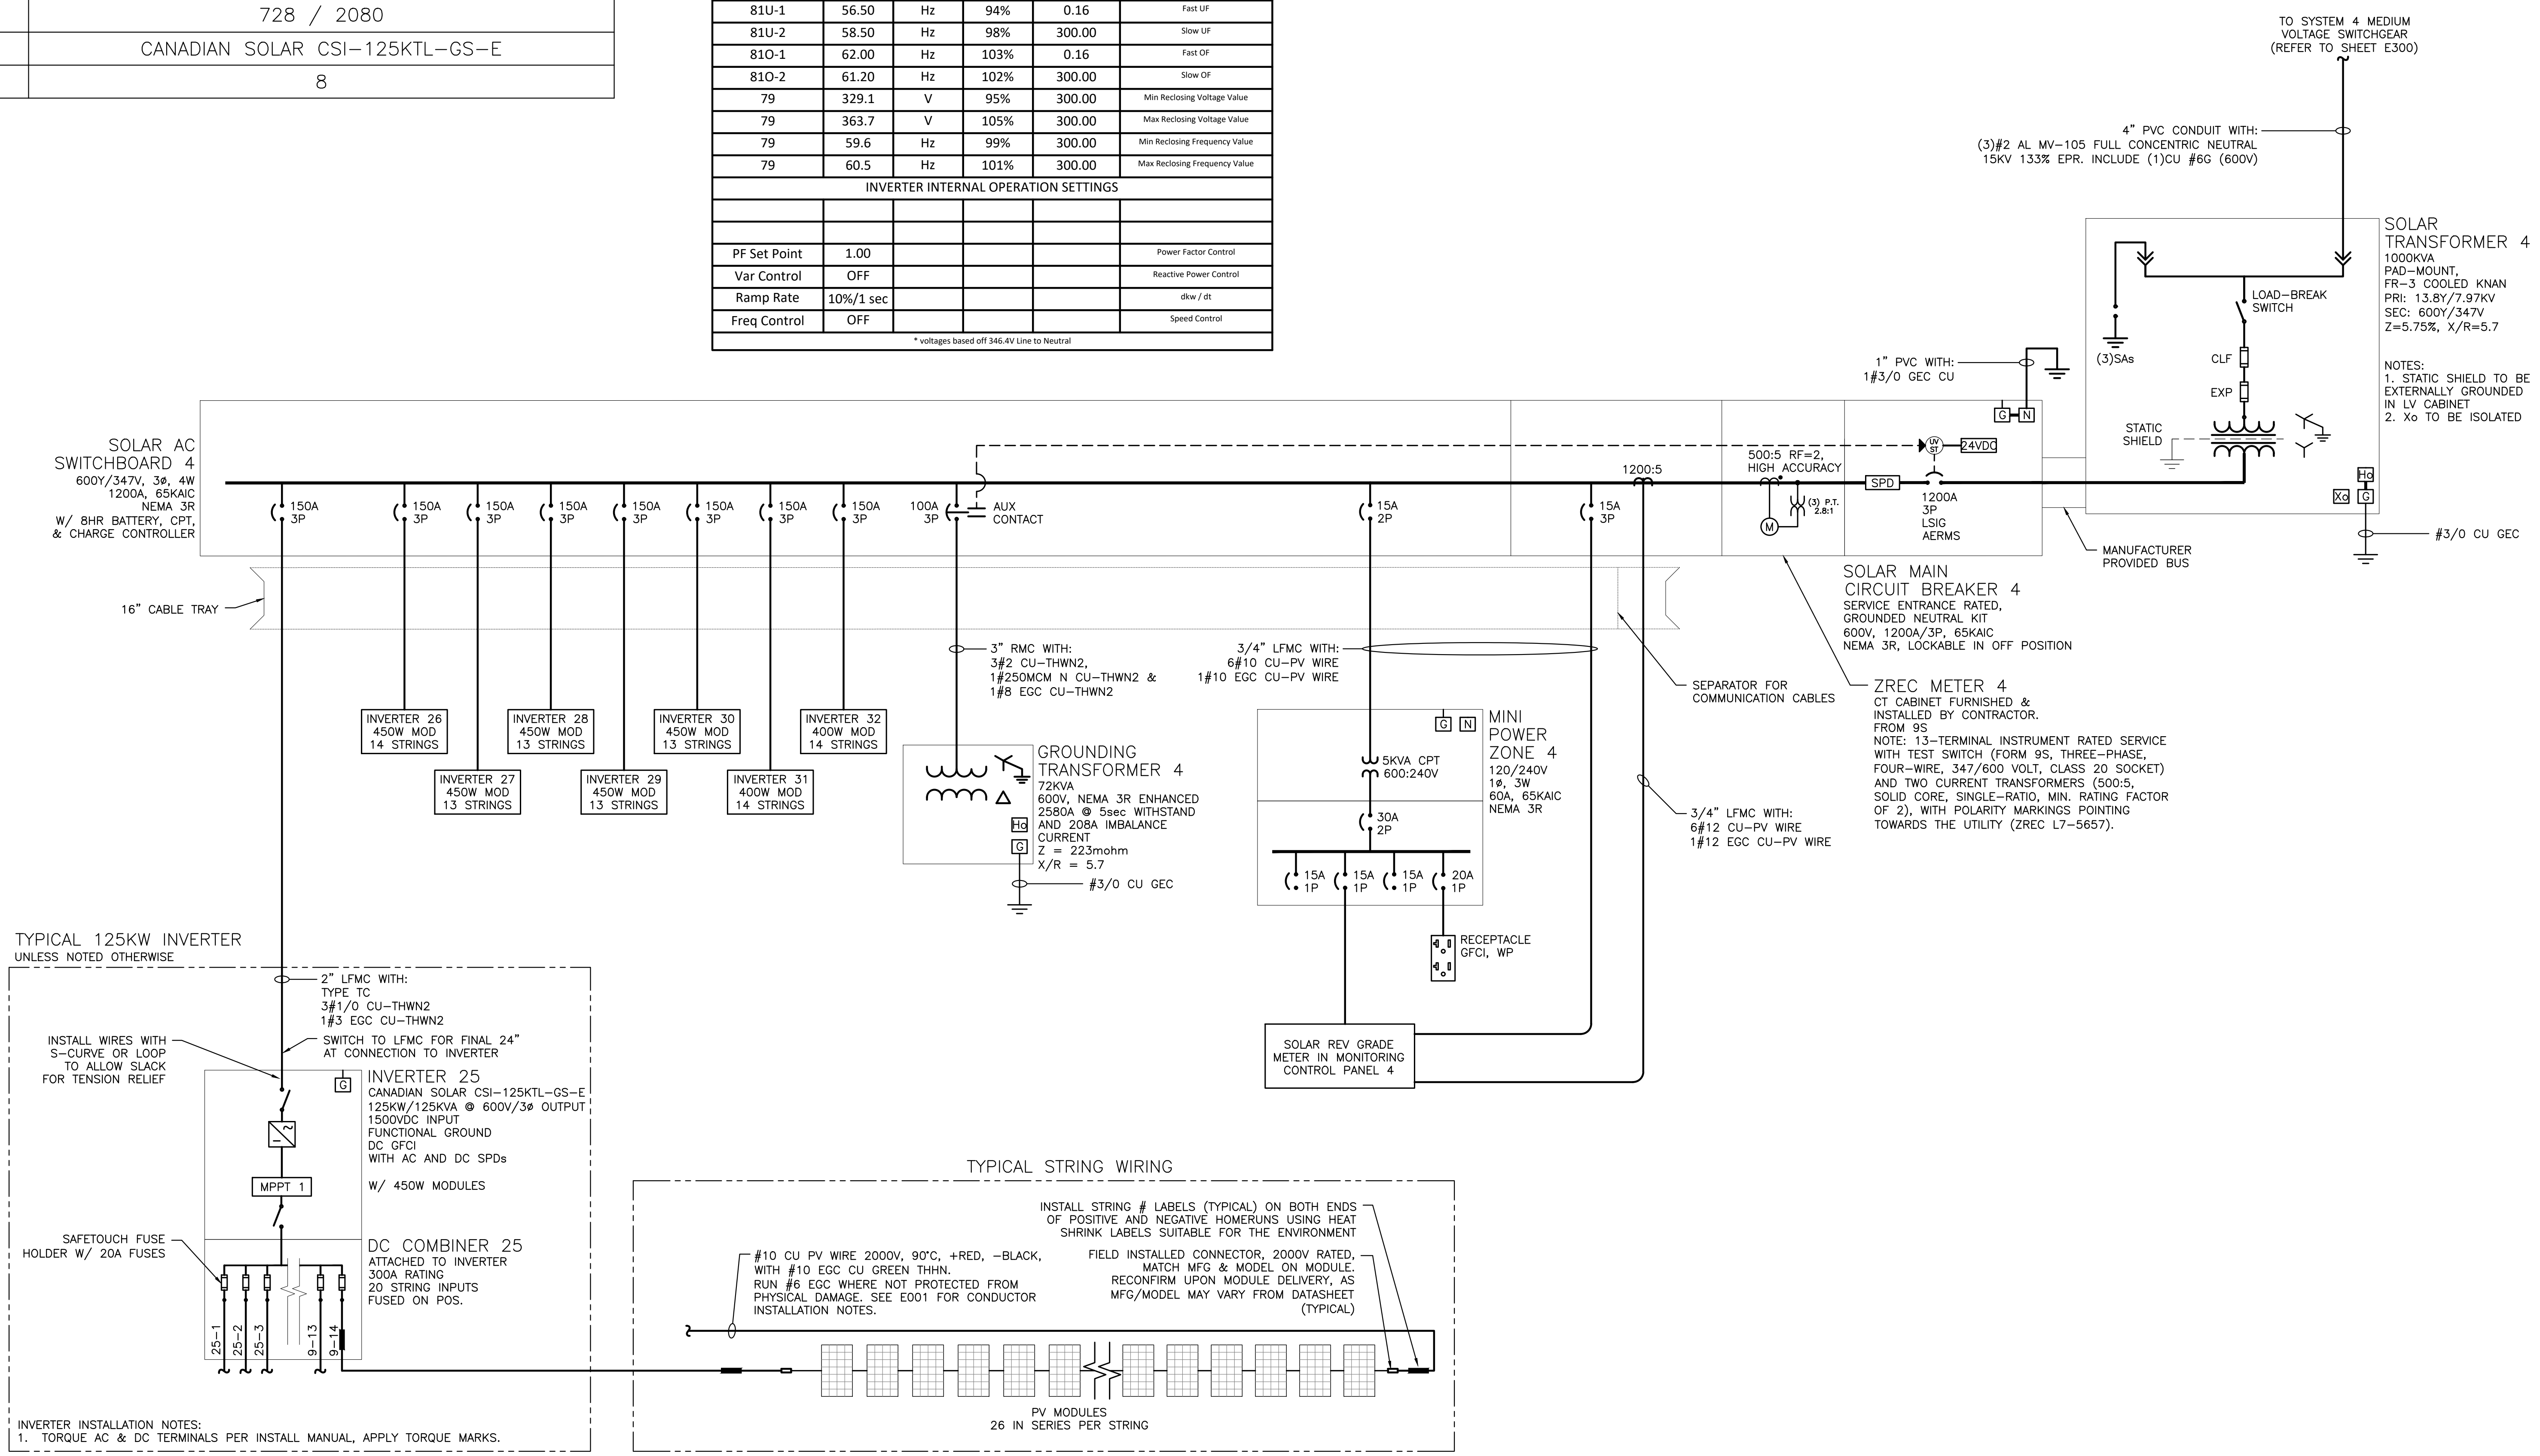 728 / 2080
CANADIAN SOLAR CSI-125KTL-GS-E
8
81U-1 56.50 Hz 94% 0.16 Fast UF
81U-2 58.50 Hz 98% 300.00 Slow UF
81O-1 62.00 Hz 103% 0.16 Fast OF
81O-2 61.20 Hz 102% 300.00 Slow OF
79 329.1 V 95% 300.00 Min Reclosing Voltage Value
79 363.7 V 105% 300.00 Max Reclosing Voltage Value
79 59.6 Hz 99% 300.00 Min Reclosing Frequency Value
79 60.5 Hz 101% 300.00 Max Reclosing Frequency Value
INVERTER INTERNAL OPERATION SETTINGS
PF Set Point 1.00 Power Factor Control
Var Control OFF Reactive Power Control
Ramp Rate 10%/1 sec dkw / dt
Freq Control OFF Speed Control
* voltages based off 346.4V Line to Neutral
TO SYSTEM 4 MEDIUM
VOLTAGE SWITCHGEAR
(REFER TO SHEET E300)
4" PVC CONDUIT WITH:
(3)#2 AL MV-105 FULL CONCENTRIC NEUTRAL
15KV 133% EPR. INCLUDE (1)CU #6G (600V)
SOLAR
TRANSFORMER 4
1000KVA
PAD-MOUNT,
FR-3 COOLED KNAN
PRI: 13.8Y/7.97KV
SEC: 600Y/347V
Z=5.75%, X/R=5.7
NOTES:
1. STATIC SHIELD TO BE
EXTERNALLY GROUNDED
IN LV CABINET
2. Xo TO BE ISOLATED
LOAD-BREAK
SWITCH
(3)SAs
CLF
EXP
STATIC
SHIELD
Ho
Xo G
#3/0 CU GEC
1" PVC WITH:
1#3/0 GEC CU
G N
UV
ST
24VDC
SOLAR AC
SWITCHBOARD 4
600Y/347V, 3ø, 4W
1200A, 65KAIC
NEMA 3R
W/ 8HR BATTERY, CPT,
& CHARGE CONTROLLER
150A
3P
150A
3P
150A
3P
150A
3P
150A
3P
150A
3P
150A
3P
150A
3P
100A
3P
AUX
CONTACT
15A
2P
15A
3P
1200:5
500:5 RF=2,
HIGH ACCURACY
(3) P.T.
2.8:1
M
SPD
1200A
3P
LSIG
AERMS
MANUFACTURER
PROVIDED BUS
16" CABLE TRAY
SOLAR MAIN
CIRCUIT BREAKER 4
SERVICE ENTRANCE RATED,
GROUNDED NEUTRAL KIT
600V, 1200A/3P, 65KAIC
NEMA 3R, LOCKABLE IN OFF POSITION
3" RMC WITH:
3#2 CU-THWN2,
1#250MCM N CU-THWN2 &
1#8 EGC CU-THWN2
3/4" LFMC WITH:
6#10 CU-PV WIRE
1#10 EGC CU-PV WIRE
SEPARATOR FOR
COMMUNICATION CABLES
ZREC METER 4
CT CABINET FURNISHED &
INSTALLED BY CONTRACTOR.
FROM 9S
NOTE: 13-TERMINAL INSTRUMENT RATED SERVICE
WITH TEST SWITCH (FORM 9S, THREE-PHASE,
FOUR-WIRE, 347/600 VOLT, CLASS 20 SOCKET)
AND TWO CURRENT TRANSFORMERS (500:5,
SOLID CORE, SINGLE-RATIO, MIN. RATING FACTOR
OF 2), WITH POLARITY MARKINGS POINTING
TOWARDS THE UTILITY (ZREC L7-5657).
INVERTER 26
450W MOD
14 STRINGS
INVERTER 28
450W MOD
13 STRINGS
INVERTER 30
450W MOD
13 STRINGS
INVERTER 32
400W MOD
14 STRINGS
INVERTER 27
450W MOD
13 STRINGS
INVERTER 29
450W MOD
13 STRINGS
INVERTER 31
400W MOD
14 STRINGS
GROUNDING
TRANSFORMER 4
72KVA
600V, NEMA 3R ENHANCED
2580A @ 5sec WITHSTAND
AND 208A IMBALANCE
CURRENT
Z = 223mohm
X/R = 5.7
Ho
G
#3/0 CU GEC
G N
MINI
POWER
ZONE 4
120/240V
1ø, 3W
60A, 65KAIC
NEMA 3R
5KVA CPT
600:240V
30A
2P
15A
1P
15A
1P
15A
1P
20A
1P
3/4" LFMC WITH:
6#12 CU-PV WIRE
1#12 EGC CU-PV WIRE
RECEPTACLE
GFCI, WP
SOLAR REV GRADE
METER IN MONITORING
CONTROL PANEL 4
TYPICAL 125KW INVERTER
UNLESS NOTED OTHERWISE
2" LFMC WITH:
TYPE TC
3#1/0 CU-THWN2
1#3 EGC CU-THWN2
INSTALL WIRES WITH
S-CURVE OR LOOP
TO ALLOW SLACK
FOR TENSION RELIEF
SWITCH TO LFMC FOR FINAL 24"
AT CONNECTION TO INVERTER
G
INVERTER 25
CANADIAN SOLAR CSI-125KTL-GS-E
125KW/125KVA @ 600V/3ø OUTPUT
1500VDC INPUT
FUNCTIONAL GROUND
DC GFCI
WITH AC AND DC SPDs
W/ 450W MODULES
MPPT 1
SAFETOUCH FUSE
HOLDER W/ 20A FUSES
DC COMBINER 25
ATTACHED TO INVERTER
300A RATING
20 STRING INPUTS
FUSED ON POS.
25-1
25-2
25-3
9-13
9-14
INVERTER INSTALLATION NOTES:
1. TORQUE AC & DC TERMINALS PER INSTALL MANUAL, APPLY TORQUE MARKS.
TYPICAL STRING WIRING
INSTALL STRING # LABELS (TYPICAL) ON BOTH ENDS
OF POSITIVE AND NEGATIVE HOMERUNS USING HEAT
SHRINK LABELS SUITABLE FOR THE ENVIRONMENT
#10 CU PV WIRE 2000V, 90°C, +RED, -BLACK,
WITH #10 EGC CU GREEN THHN.
RUN #6 EGC WHERE NOT PROTECTED FROM
PHYSICAL DAMAGE. SEE E001 FOR CONDUCTOR
INSTALLATION NOTES.
FIELD INSTALLED CONNECTOR, 2000V RATED,
MATCH MFG & MODEL ON MODULE.
RECONFIRM UPON MODULE DELIVERY, AS
MFG/MODEL MAY VARY FROM DATASHEET
(TYPICAL)
PV MODULES
26 IN SERIES PER STRING